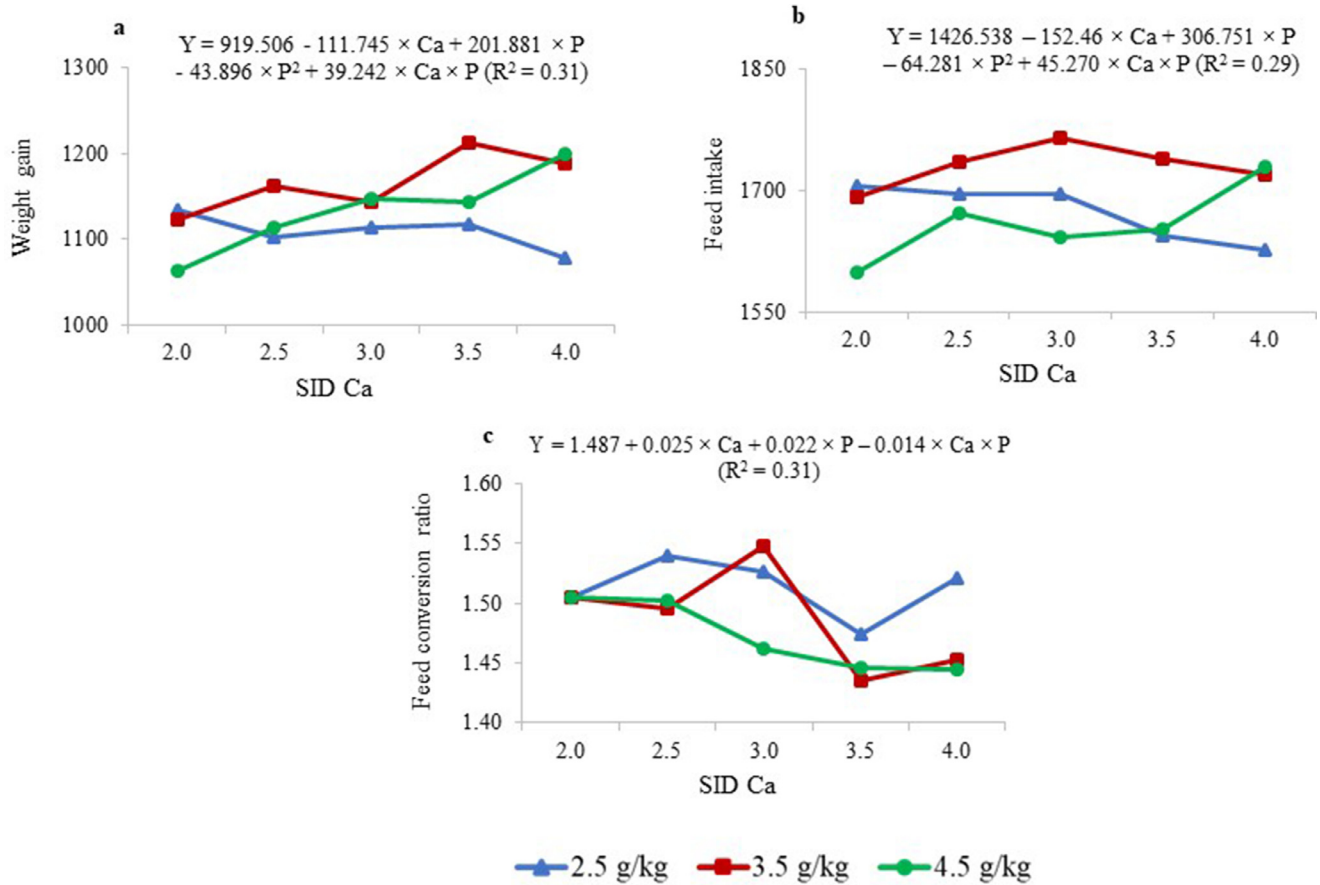 a
Y = 919.506 - 111.745 × Ca + 201.881 × P
- 43.896 × P² + 39.242 × Ca × P (R² = 0.31)
1300
1200
1100
1000
Weight gain
2.0 2.5 3.0 3.5 4.0
SID Ca
b
Y = 1426.538 – 152.46 × Ca + 306.751 × P
– 64.281 × P² + 45.270 × Ca × P (R² = 0.29)
1850
1700
1550
Feed intake
2.0 2.5 3.0 3.5 4.0
SID Ca
c
Y = 1.487 + 0.025 × Ca + 0.022 × P – 0.014 × Ca × P
(R² = 0.31)
1.60
1.55
1.50
1.45
1.40
Feed conversion ratio
2.0 2.5 3.0 3.5 4.0
SID Ca
2.5 g/kg 3.5 g/kg 4.5 g/kg